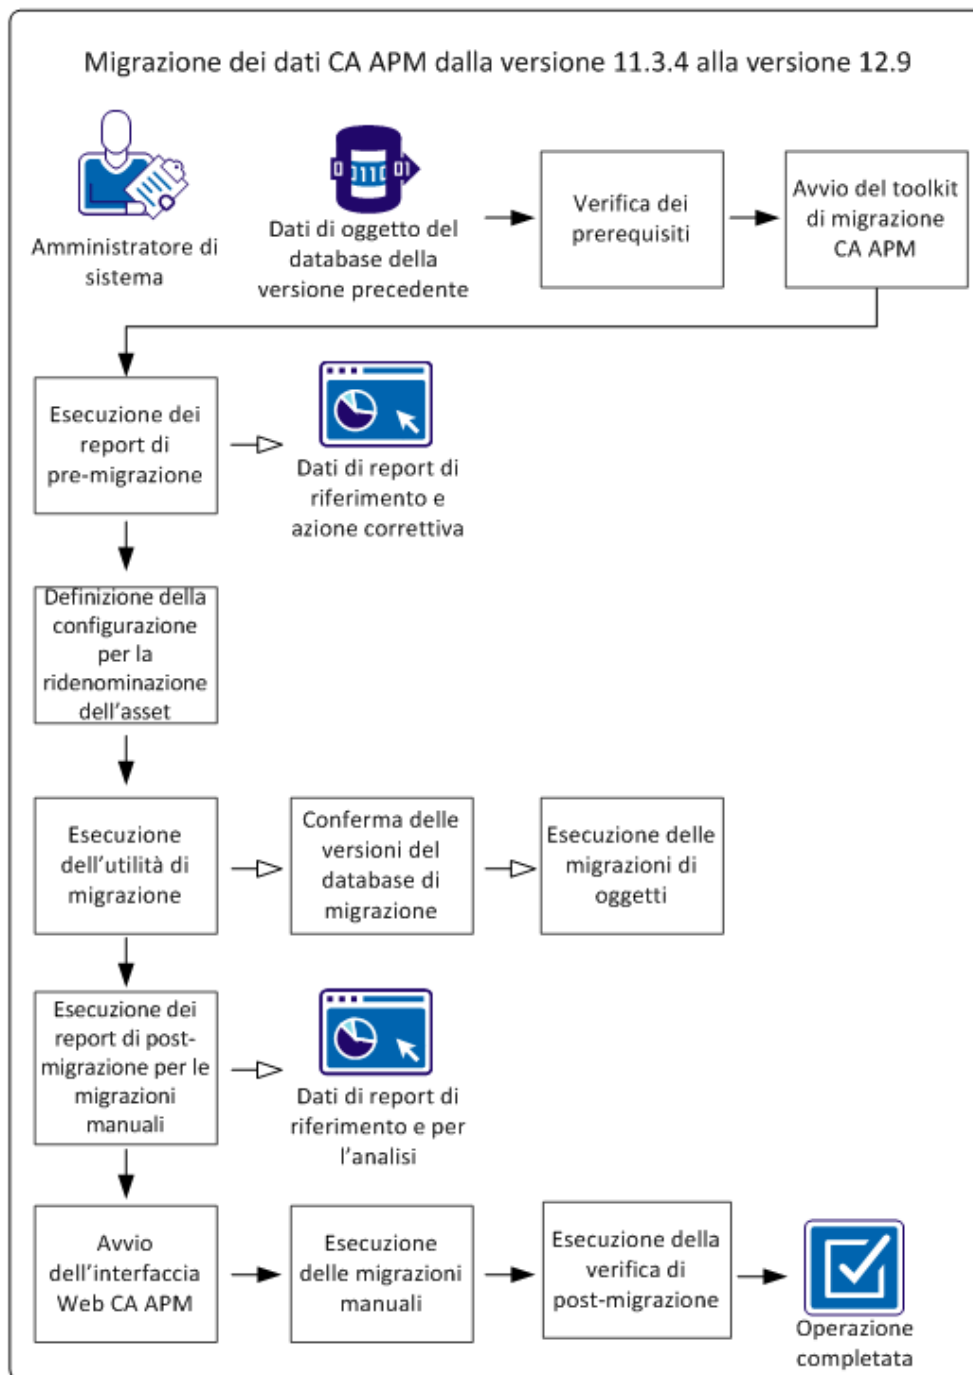 Migrazione dei dati CA APM dalla versione 11.3.4 alla versione 12.9
Amministratore di
sistema
0 0110 01
Dati di oggetto del
database della
versione precedente
Verifica dei
prerequisiti
Avvio del toolkit
di migrazione
CA APM
Esecuzione dei
report di
pre-migrazione
Dati di report di
riferimento e
azione correttiva
Definizione della
configurazione
per la
ridenominazione
dell'asset
Esecuzione
dell'utilità di
migrazione
Conferma delle
versioni del
database di
migrazione
Esecuzione delle
migrazioni di
oggetti
Esecuzione dei
report di post-
migrazione per le
migrazioni
manuali
Dati di report di
riferimento e per
l'analisi
Avvio
dell'interfaccia
Web CA APM
Esecuzione
delle migrazioni
manuali
Esecuzione della
verifica di
post-migrazione
Operazione
completata